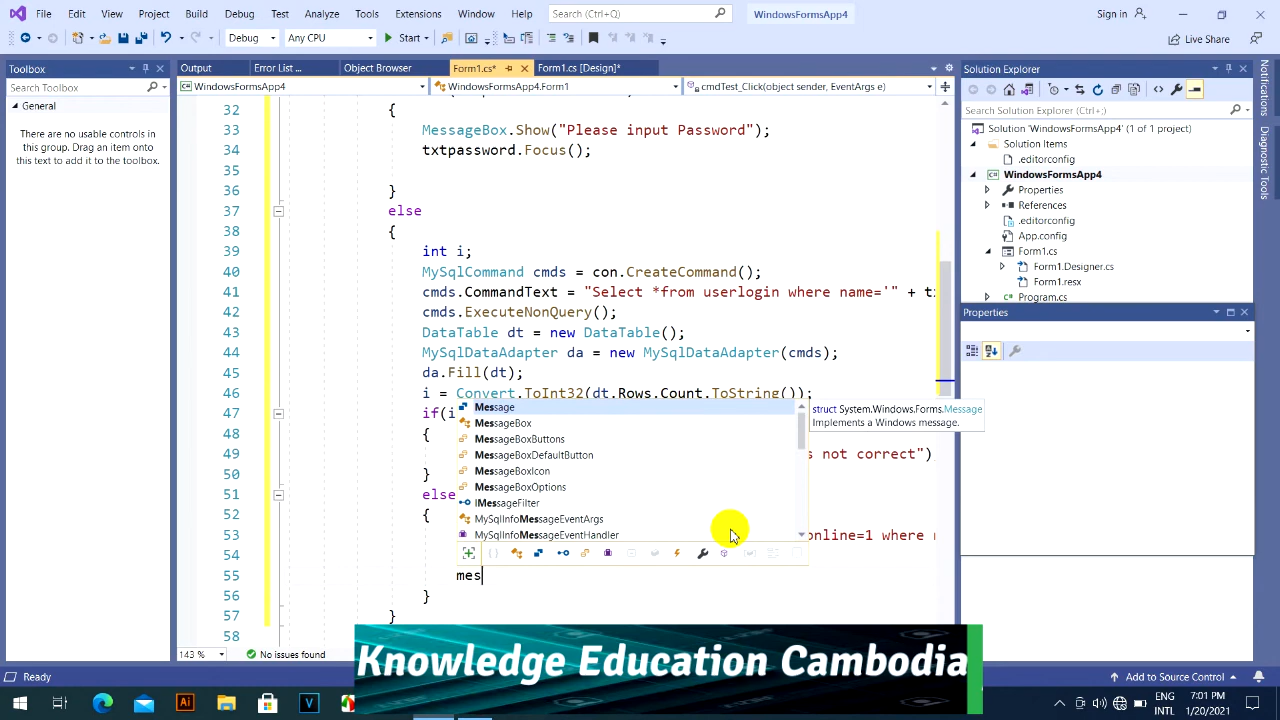 File Edit View Git Project Build Debug Test Analyze Tools Extensions Window Help Search (Ctrl+Q) WindowsFormsApp4
Sign in
Debug Any CPU Start Live Share
Toolbox
Search Toolbox
General
There are no usable controls in this group. Drag an item onto this text to add it to the toolbox.
Output Error List ... Object Browser Form1.cs* Form1.cs [Design]*
WindowsFormsApp4 WindowsFormsApp4.Form1 cmdTest_Click(object sender, EventArgs e)
32 {
33 MessageBox.Show("Please input Password");
34 txtpassword.Focus();
35
36 }
37 else
38 {
39 int i;
40 MySqlCommand cmds = con.CreateCommand();
41 cmds.CommandText = "Select *from userlogin where name='" + t
42 cmds.ExecuteNonQuery();
43 DataTable dt = new DataTable();
44 MySqlDataAdapter da = new MySqlDataAdapter(cmds);
45 da.Fill(dt);
46 i = Convert.ToInt32(dt.Rows.Count.ToString());
47 if(i
48 {
49 s not correct")
50 }
51 else
52 {
53 online=1 where
54
55 mes
56 }
57 }
58
Message
MessageBox
MessageBoxButtons
MessageBoxDefaultButton
MessageBoxIcon
MessageBoxOptions
IMessageFilter
MySqlInfoMessageEventArgs
MySqlInfoMessageEventHandler
struct System.Windows.Forms.Message
Implements a Windows message.
143 % No issues found
Solution Explorer
Search Solution Explorer (Ctrl+;)
Solution 'WindowsFormsApp4' (1 of 1 project)
Solution Items
.editorconfig
WindowsFormsApp4
Properties
References
.editorconfig
App.config
Form1.cs
Form1.Designer.cs
Form1.resx
Program.cs
Properties
Notifications
Diagnostic Tools
Knowledge Education Cambodia
Ready
Add to Source Control
Ai V
ENG
INTL
7:01 PM
1/20/2021